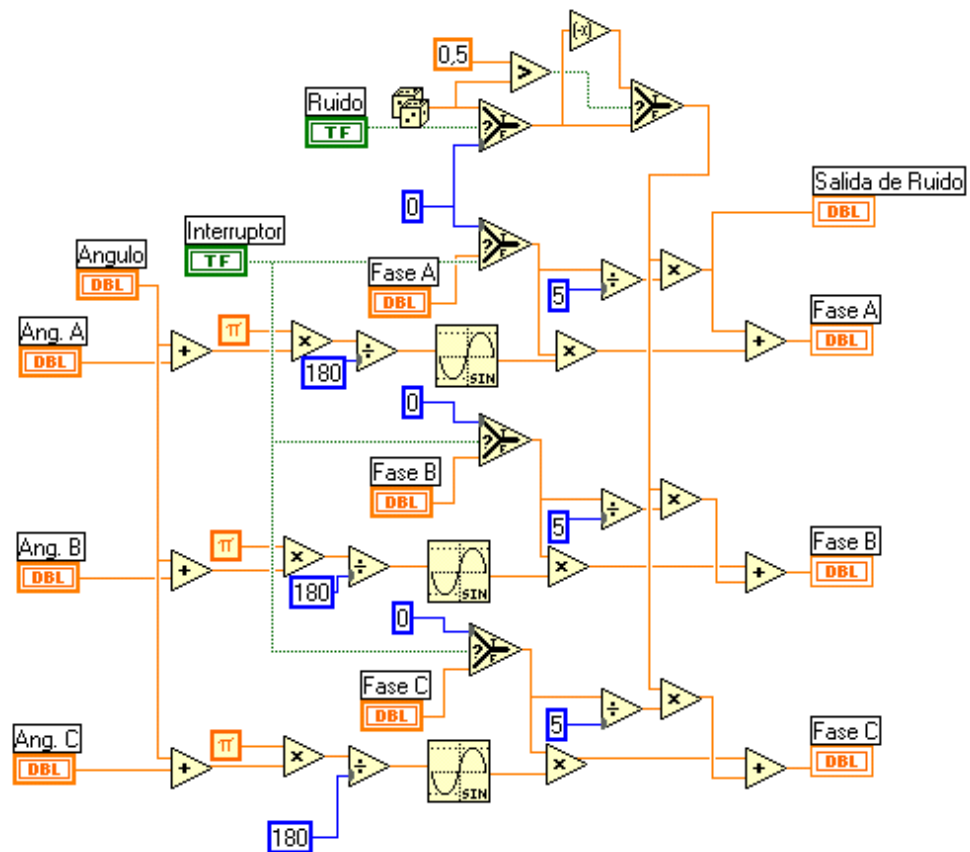 0,5
(-x)
>
Ruido
TF
? T F
? T F
0
Salida de Ruido
DBL
Interruptor
TF
? T F
Angulo
DBL
Fase A
DBL
5
÷
×
Ang. A
DBL
+
π
×
180
÷
SIN
×
+
Fase A
DBL
0
? T F
Fase B
DBL
5
÷
×
Ang. B
DBL
+
π
×
180
÷
SIN
×
+
Fase B
DBL
0
? T F
Fase C
DBL
5
÷
×
Ang. C
DBL
+
π
×
180
÷
SIN
×
+
Fase C
DBL